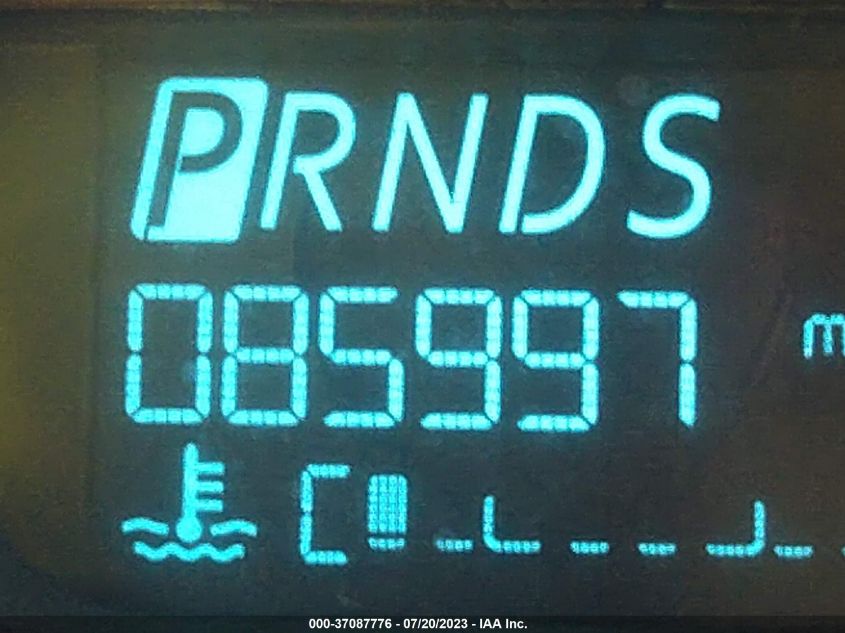 PRNDS
085997 m
C
000-37087776 - 07/20/2023 - IAA Inc.